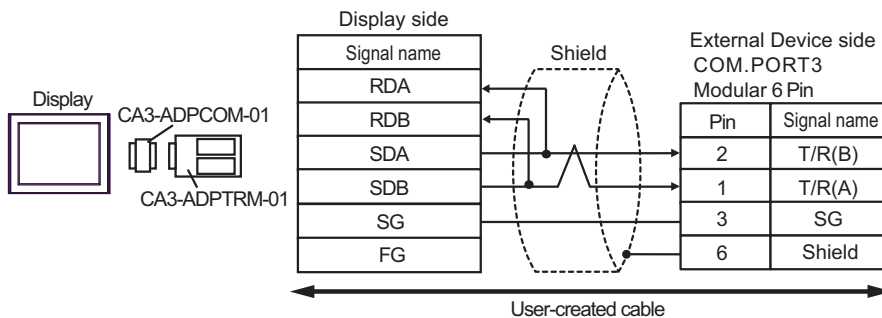 Display side
Signal name
RDA
RDB
SDA
SDB
SG
FG
Shield
External Device side
COM.PORT3
Modular 6 Pin
Pin Signal name
2 T/R(B)
1 T/R(A)
3 SG
6 Shield
Display
CA3-ADPCOM-01
CA3-ADPTRM-01
User-created cable